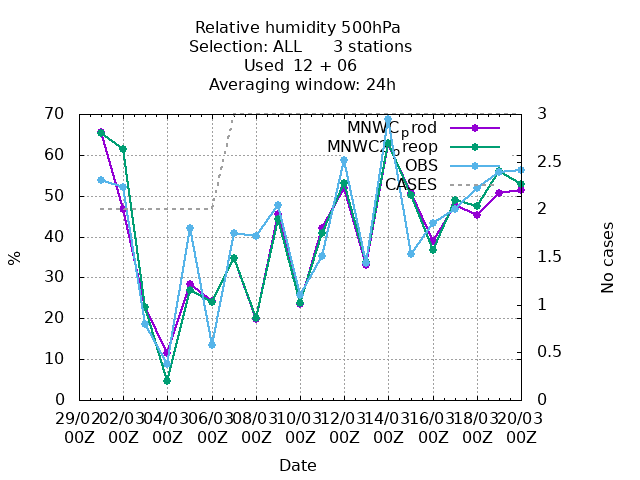 Relative humidity 500hPa
Selection: ALL 3 stations
Used 12 + 06
Averaging window: 24h
MNWC_prod
MNWC2_preop
OBS
CASES
70
60
50
40
30
20
10
0
%
3
2.5
2
1.5
1
0.5
0
No cases
29/02 02/03 04/03 06/03 08/03 10/03 12/03 14/03 16/03 18/03 20/03
00Z 00Z 00Z 00Z 00Z 00Z 00Z 00Z 00Z 00Z 00Z
Date